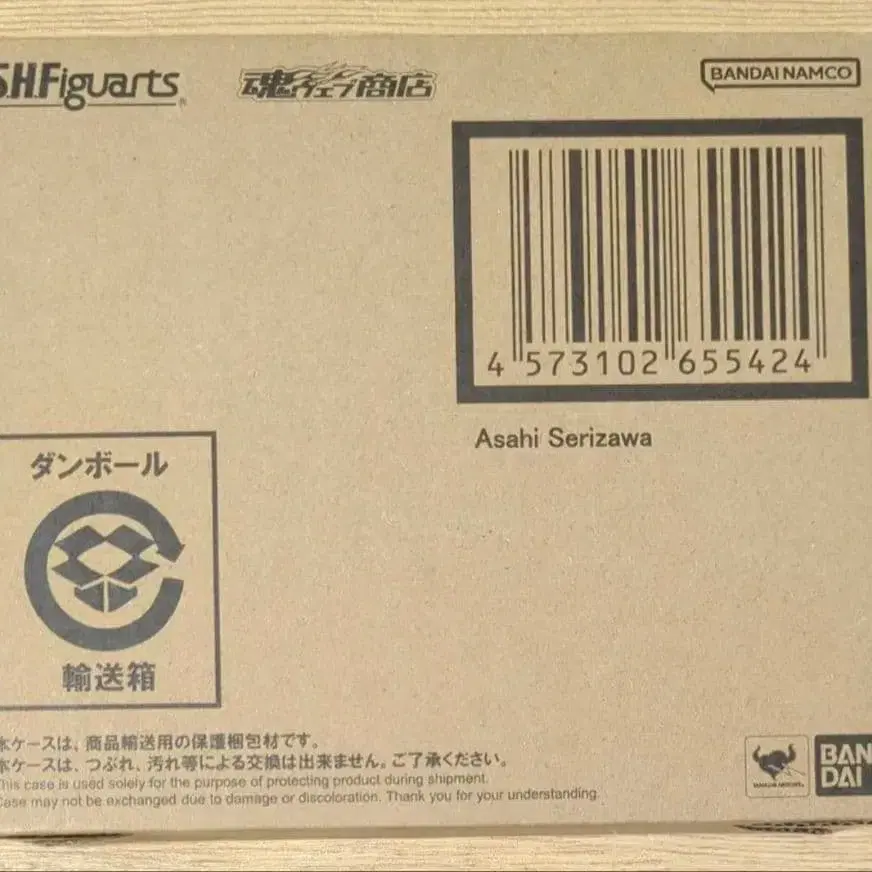 S.H.Figuarts
魂ウェブ商店
BANDAI NAMCO
4 573102 655424
Asahi Serizawa
ダンボール
輸送箱
本ケースは、商品輸送用の保護梱包材です。
本ケースは、つぶれ、汚れ等による交換は出来ません。ご了承ください。
This case is used solely for the purpose of protecting product during shipment.
Case may not be exchanged due to damage or discoloration. Thank you for your understanding.
BAN
DAI